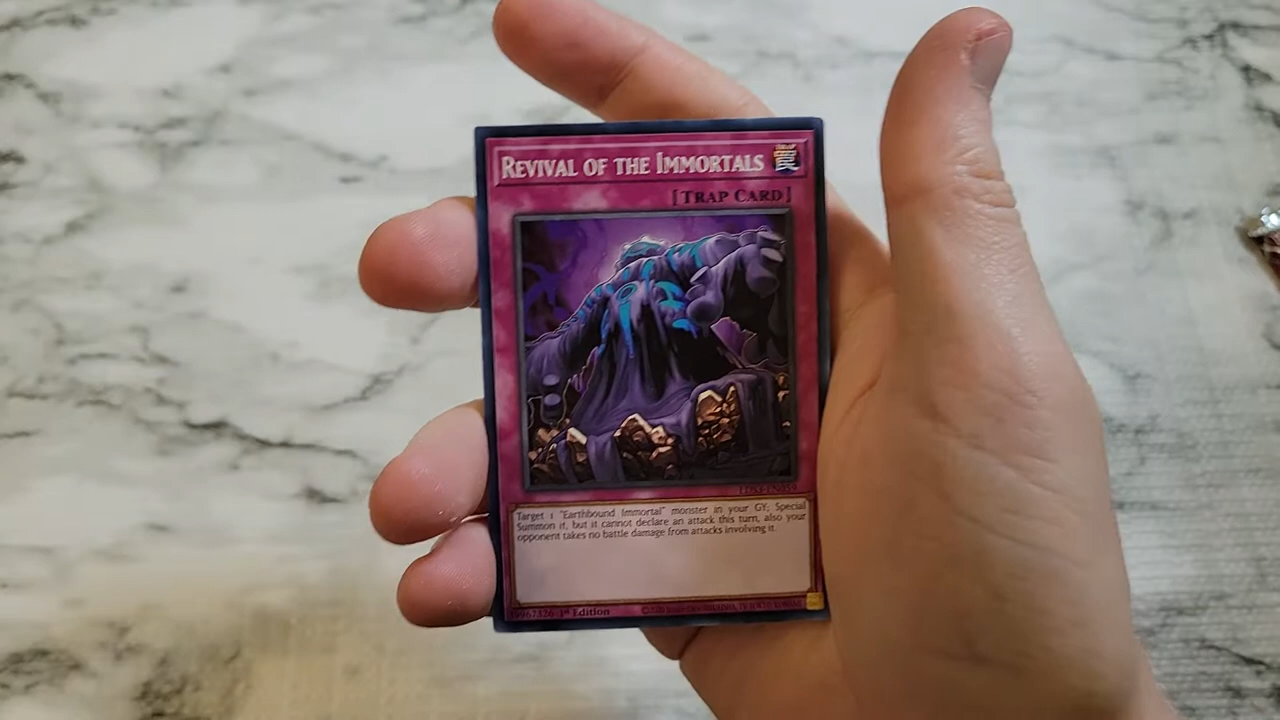 REVIVAL OF THE IMMORTALS
[TRAP CARD]
Target 1 "Earthbound Immortal" monster in your GY; Special
Summon it, but it cannot declare an attack this turn, also your
opponent takes no battle damage from attacks involving it.
1st Edition